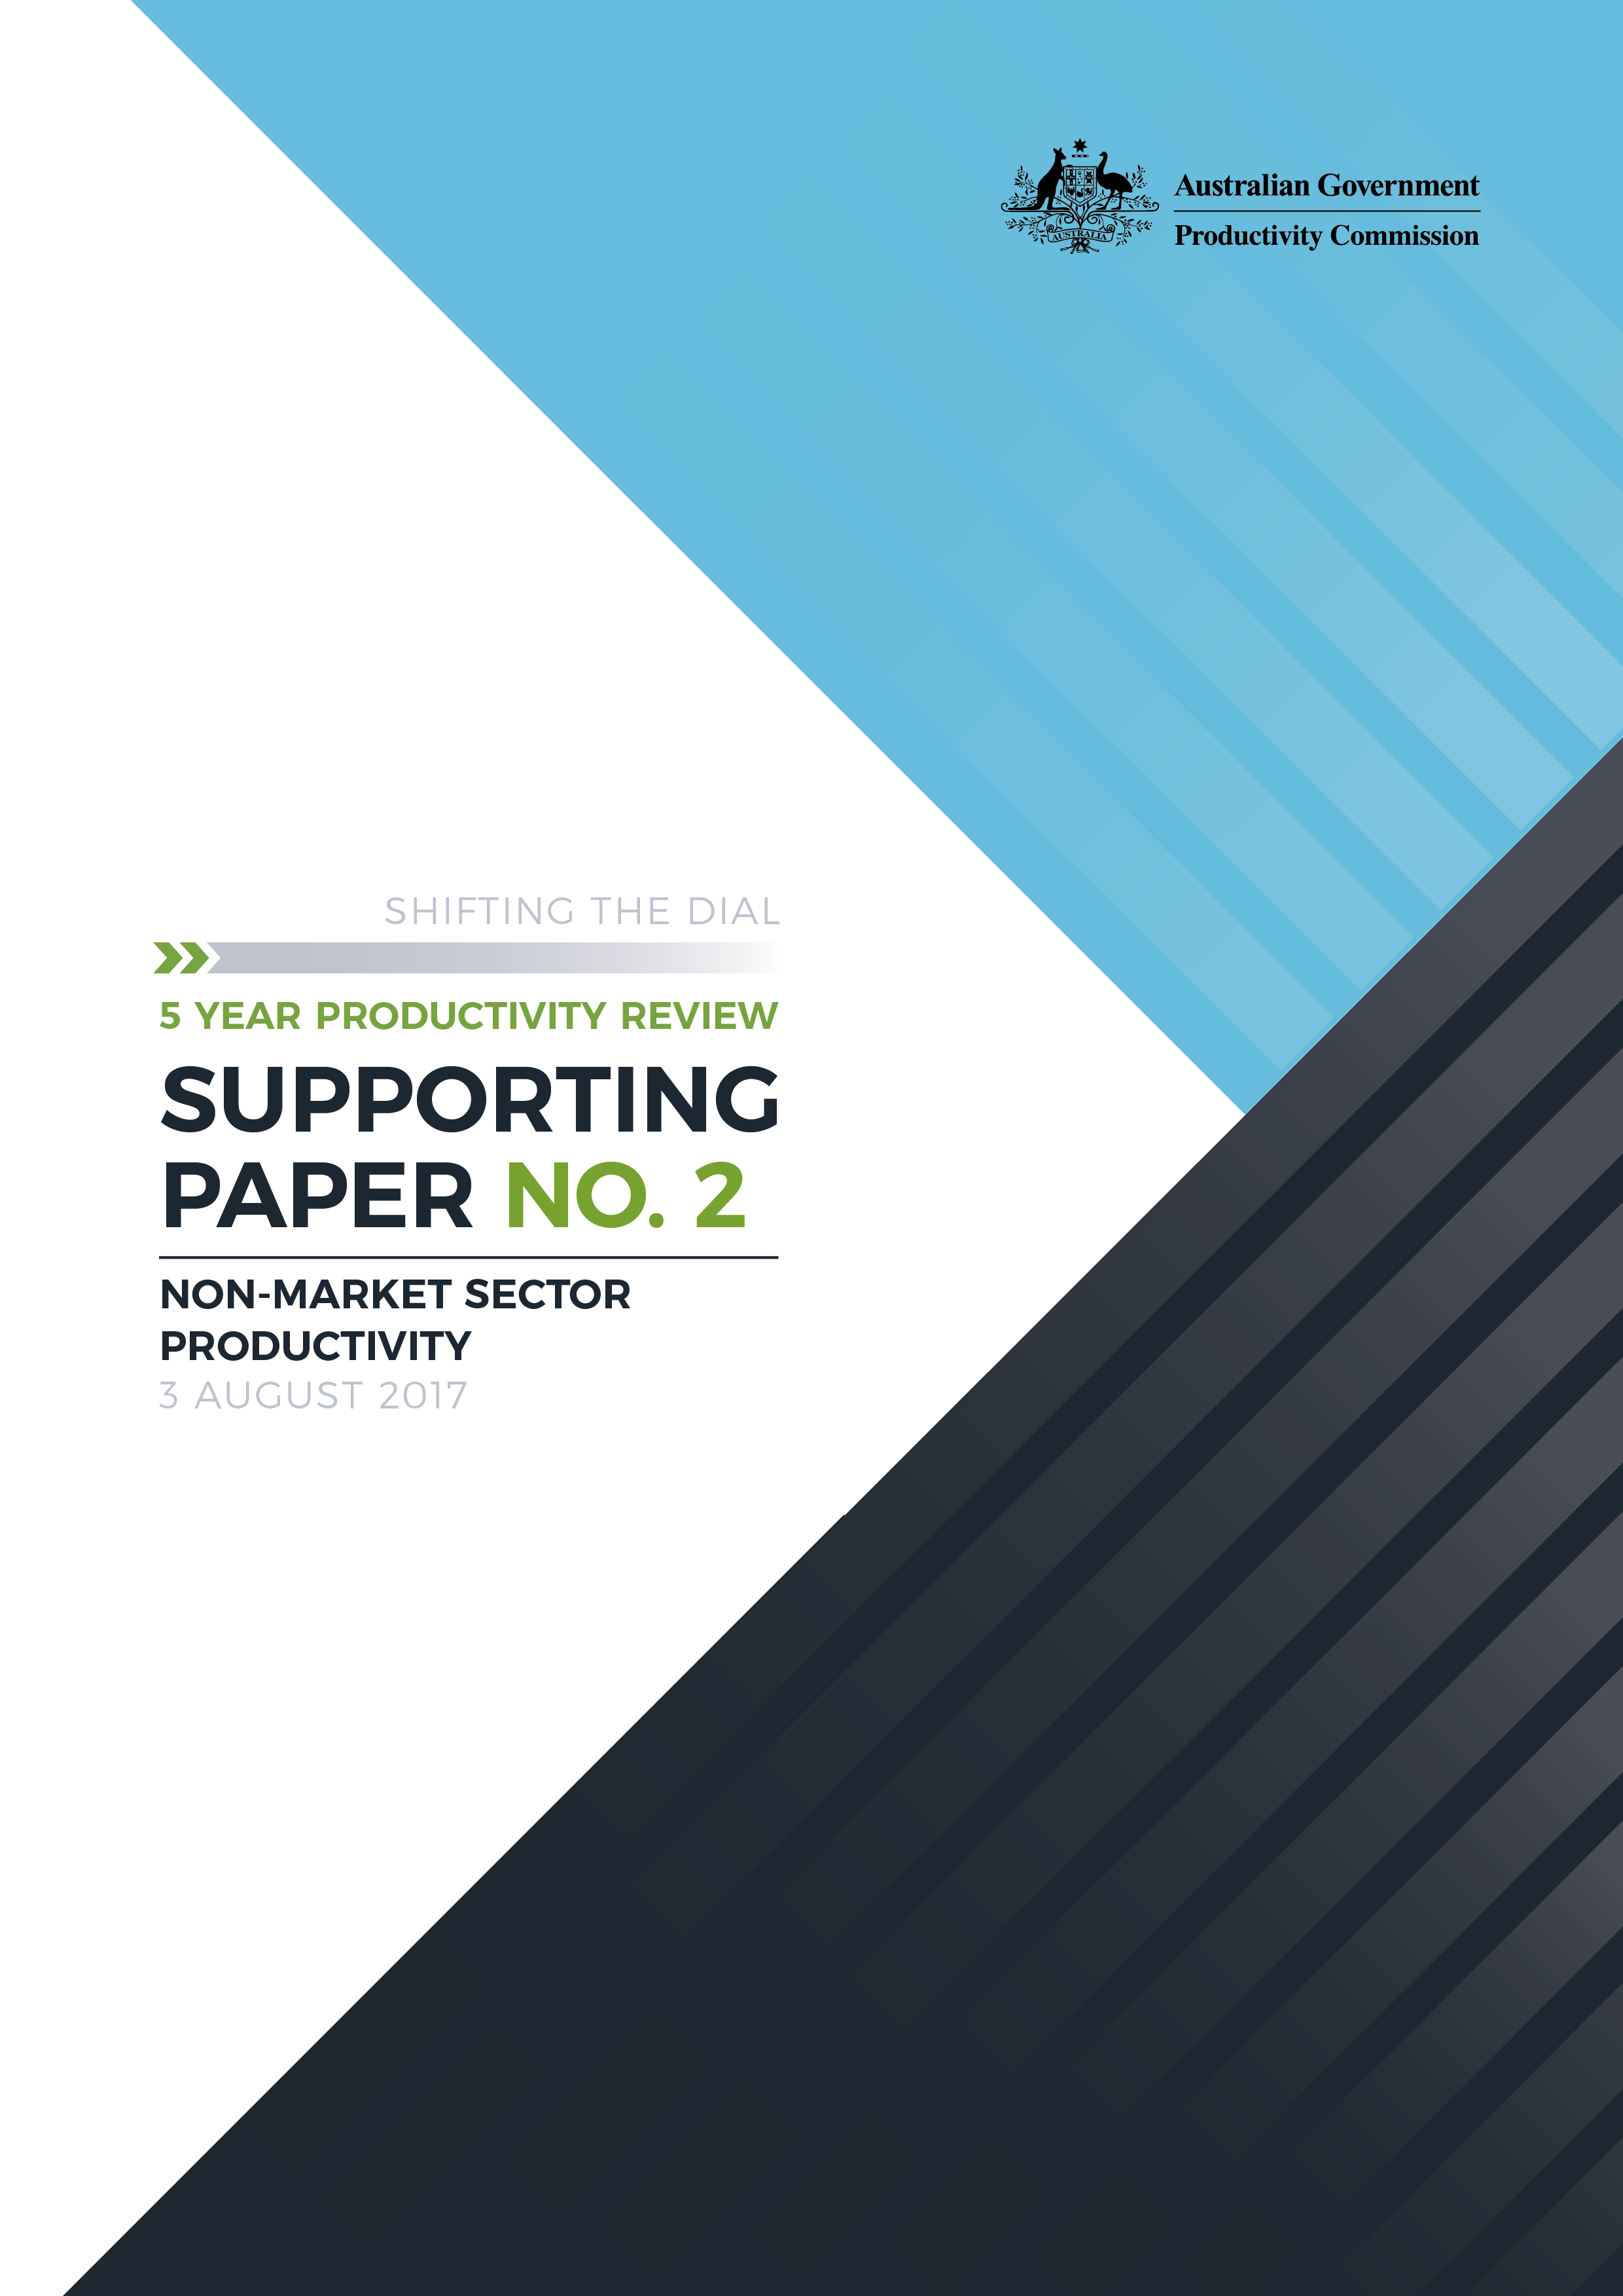 Australian Government
Productivity Commission
AUSTRALIA
SHIFTING THE DIAL
5 YEAR PRODUCTIVITY REVIEW
SUPPORTING
PAPER NO. 2
NON-MARKET SECTOR
PRODUCTIVITY
3 AUGUST 2017